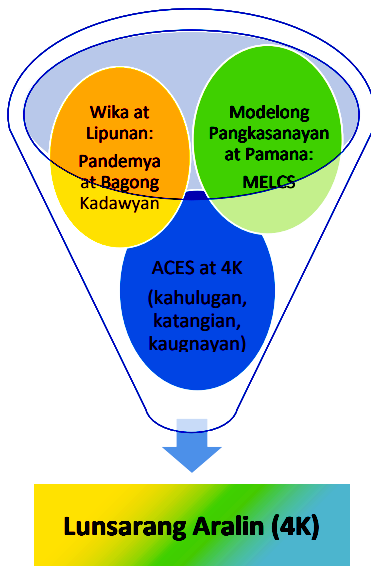 Wika at
Lipunan:
Pandemya
at Bagong
Kadawyan
Modelong
Pangkasanayan
at Pamana:
MELCS
ACES at 4K
(kahulugan,
katangian,
kaugnayan)
Lunsarang Aralin (4K)